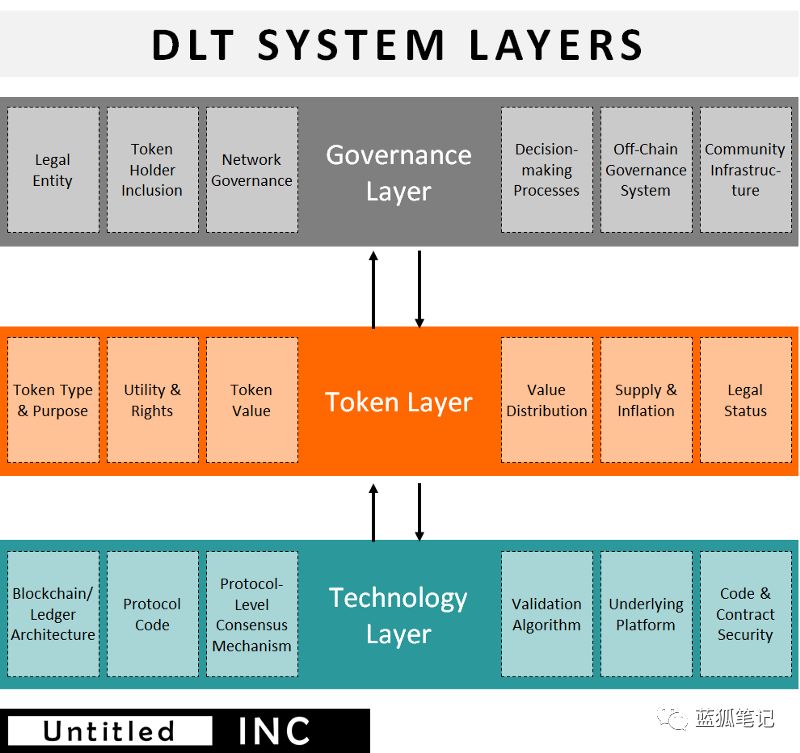 DLT SYSTEM LAYERS
Legal
Entity
Token
Holder
Inclusion
Network
Governance
Governance
Layer
Decision-
making
Processes
Off-Chain
Governance
System
Community
Infrastruc-
ture
Token Type
& Purpose
Utility &
Rights
Token
Value
Token Layer
Value
Distribution
Supply &
Inflation
Legal
Status
Blockchain/
Ledger
Architecture
Protocol
Code
Protocol-
Level
Consensus
Mechanism
Technology
Layer
Validation
Algorithm
Underlying
Platform
Code &
Contract
Security
Untitled INC
蓝狐笔记